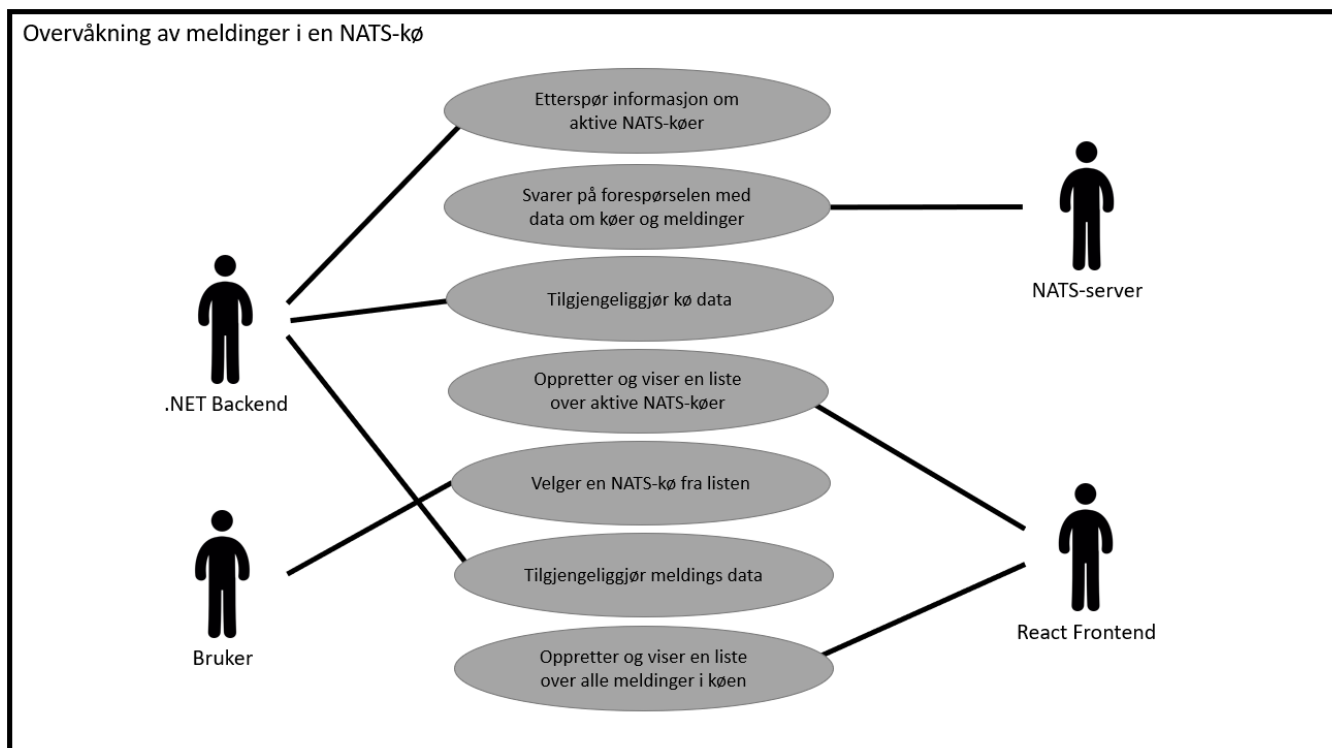 Overvåkning av meldinger i en NATS-kø
Etterspør informasjon om
aktive NATS-køer
Svarer på forespørselen med
data om køer og meldinger
NATS-server
Tilgjengeliggjør kø data
.NET Backend
Oppretter og viser en liste
over aktive NATS-køer
Velger en NATS-kø fra listen
Tilgjengeliggjør meldings data
React Frontend
Bruker
Oppretter og viser en liste
over alle meldinger i køen